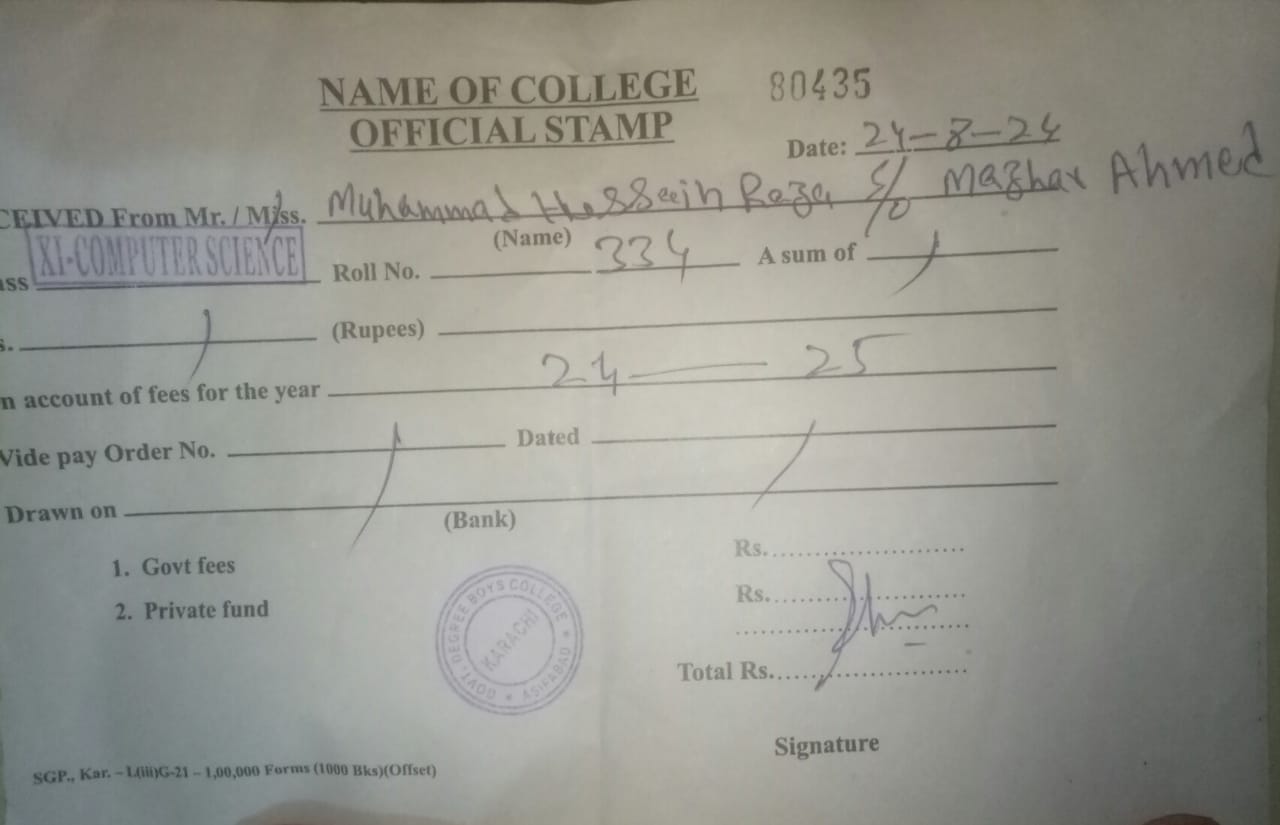 NAME OF COLLEGE 80435
OFFICIAL STAMP
Date: 24-8-24
CEIVED From Mr. / Miss. Muhammad Hussein Raza S/o Mazhar Ahmed
(Name)
ass XI-COMPUTER SCIENCE Roll No. 334 A sum of
s. (Rupees)
n account of fees for the year 24 — 25
Vide pay Order No. Dated
Drawn on
(Bank)
1. Govt fees Rs.
2. Private fund Rs.
GOVT. DEGREE BOYS COLLEGE * ASIFABAD *
KARACHI
Total Rs.
Signature
SGP., Kar. – L(iii)G-21 – 1,00,000 Forms (1000 Bks)(Offset)